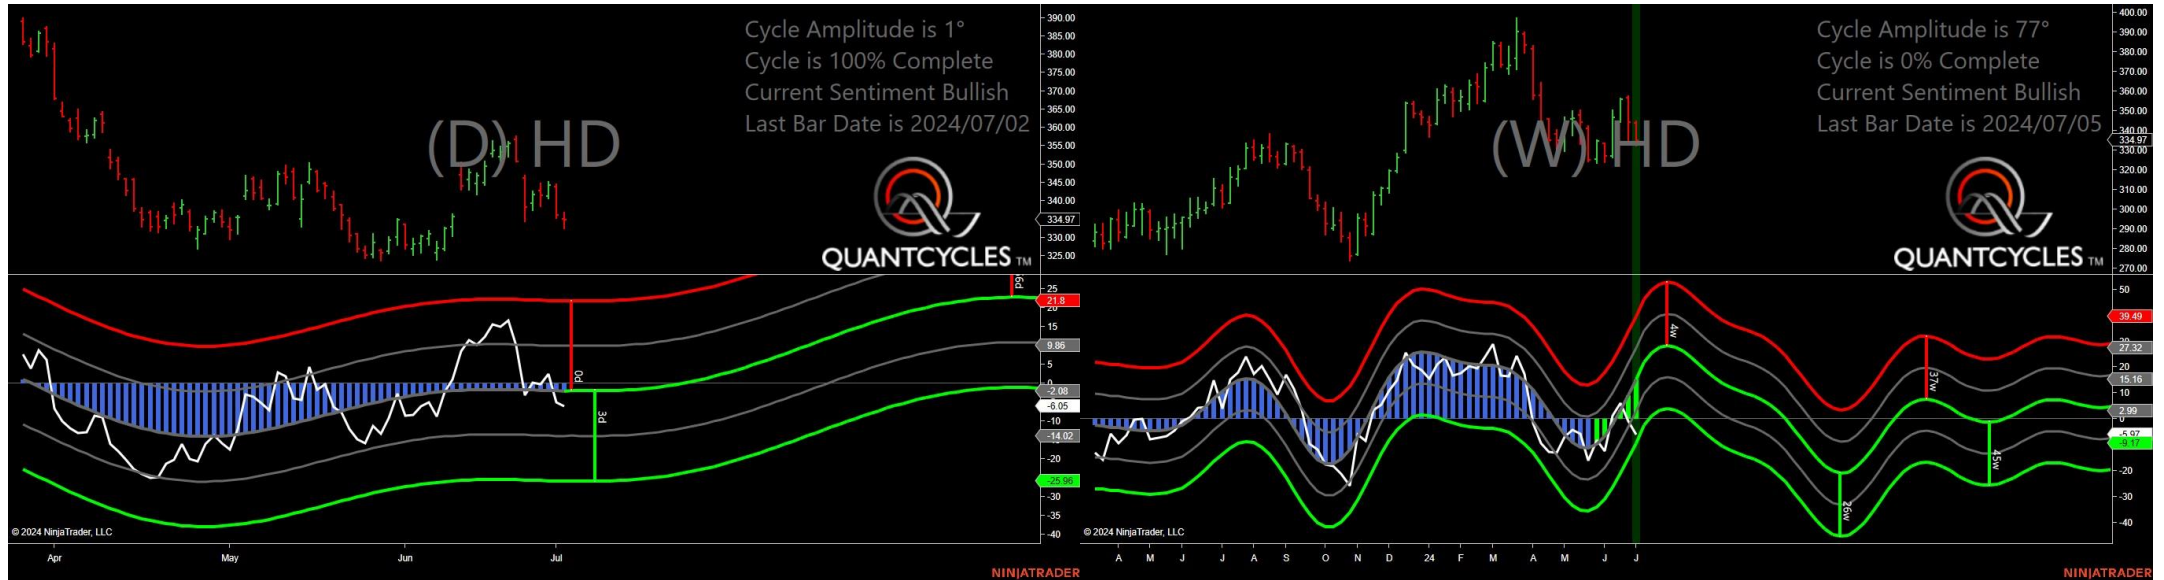 Cycle Amplitude is 1°
Cycle is 100% Complete
Current Sentiment Bullish
Last Bar Date is 2024/07/02
(D) HD
QUANTCYCLES TM
390.00
385.00
380.00
375.00
370.00
365.00
360.00
355.00
350.00
345.00
340.00
334.97
330.00
325.00
25
21.8
20
15
9.86
5
0
-2.08
-6.05
-10
-14.02
-20
-25.96
-30
-35
-40
0d
3d
© 2024 NinjaTrader, LLC
Apr
May
Jun
Jul
NINJATRADER
Cycle Amplitude is 77°
Cycle is 0% Complete
Current Sentiment Bullish
Last Bar Date is 2024/07/05
(W) HD
QUANTCYCLES TM
400.00
390.00
380.00
370.00
360.00
350.00
340.00
334.97
330.00
320.00
310.00
300.00
290.00
280.00
270.00
50
39.49
27.32
20
15.16
10
2.99
0
-5.97
-9.17
-20
-30
-40
4w
26w
37w
45w
© 2024 NinjaTrader, LLC
A M J J A S O N D 24 F M A M J J
NINJATRADER